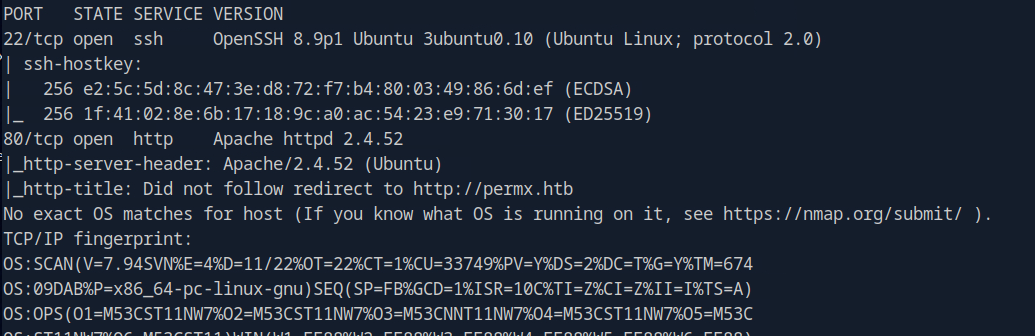 PORT   STATE SERVICE VERSION
22/tcp open  ssh     OpenSSH 8.9p1 Ubuntu 3ubuntu0.10 (Ubuntu Linux; protocol 2.0)
| ssh-hostkey:
|   256 e2:5c:5d:8c:47:3e:d8:72:f7:b4:80:03:49:86:6d:ef (ECDSA)
|_  256 1f:41:02:8e:6b:17:18:9c:a0:ac:54:23:e9:71:30:17 (ED25519)
80/tcp open  http    Apache httpd 2.4.52
|_http-server-header: Apache/2.4.52 (Ubuntu)
|_http-title: Did not follow redirect to http://permx.htb
No exact OS matches for host (If you know what OS is running on it, see https://nmap.org/submit/ ).
TCP/IP fingerprint:
OS:SCAN(V=7.94SVN%E=4%D=11/22%OT=22%CT=1%CU=33749%PV=Y%DS=2%DC=T%G=Y%TM=674
OS:09DAB%P=x86_64-pc-linux-gnu)SEQ(SP=FB%GCD=1%ISR=10C%TI=Z%CI=Z%II=I%TS=A)
OS:OPS(O1=M53CST11NW7%O2=M53CST11NW7%O3=M53CNNT11NW7%O4=M53CST11NW7%O5=M53C